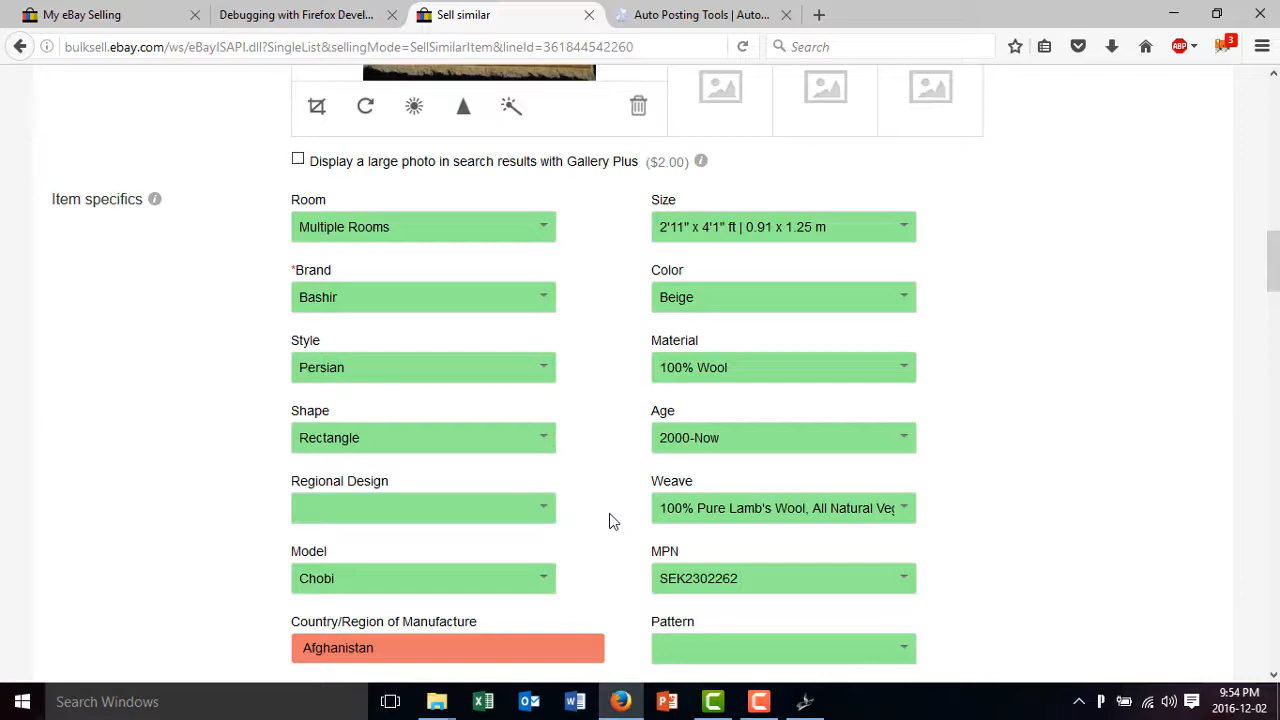 My eBay Selling
Debugging with Firefox Devel...
Sell similar
Auto Posting Tools | Auto...
bulksell.ebay.com/ws/eBayISAPI.dll?SingleList&sellingMode=SellSimilarItem&lineId=361844542260
Search
ABP
3
Display a large photo in search results with Gallery Plus ($2.00)
Item specifics
Room
Size
Multiple Rooms
2'11" x 4'1" ft | 0.91 x 1.25 m
*Brand
Color
Bashir
Beige
Style
Material
Persian
100% Wool
Shape
Age
Rectangle
2000-Now
Regional Design
Weave
100% Pure Lamb's Wool, All Natural Veg
Model
MPN
Chobi
SEK2302262
Country/Region of Manufacture
Pattern
Afghanistan
Search Windows
9:54 PM
2016-12-02